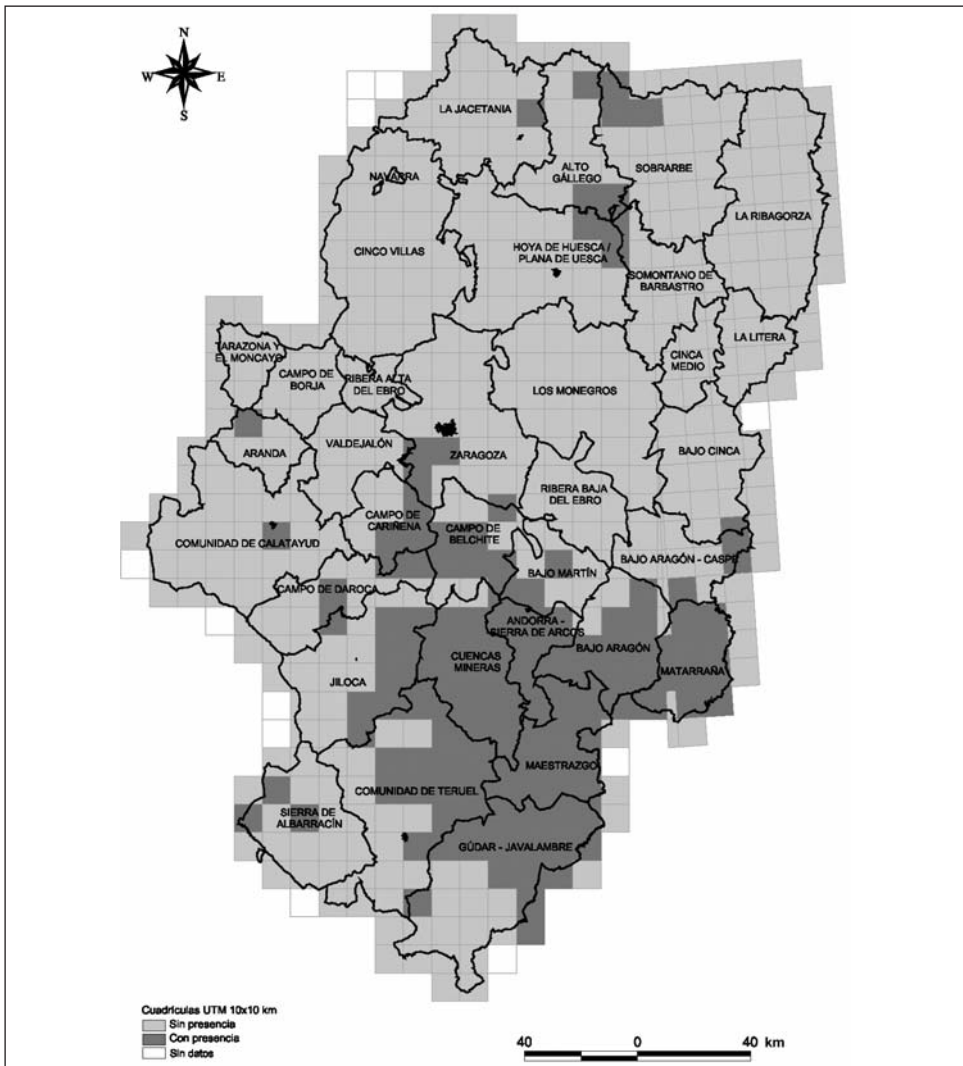 N
W E
S
LA JACETANIA
NAVARRA
ALTO
GÁLLEGO
SOBRARBE
LA RIBAGORZA
CINCO VILLAS
HOYA DE HUESCA /
PLANA DE UESCA
SOMONTANO DE
BARBASTRO
TARAZONA Y
EL MONCAYO
CAMPO DE
BORJA
RIBERA ALTA
DEL EBRO
LOS MONEGROS
CINCA
MEDIO
LA LITERA
ARANDA
VALDEJALÓN
ZARAGOZA
BAJO CINCA
RIBERA BAJA
DEL EBRO
COMUNIDAD DE CALATAYUD
CAMPO DE
CARIÑENA
CAMPO DE
BELCHITE
BAJO MARTÍN
BAJO ARAGÓN - CASPE
CAMPO DE DAROCA
ANDORRA -
SIERRA DE ARCOS
CUENCAS
MINERAS
BAJO ARAGÓN
MATARRAÑA
JILOCA
MAESTRAZGO
COMUNIDAD DE TERUEL
SIERRA DE
ALBARRACÍN
GÚDAR - JAVALAMBRE
Cuadrículas UTM 10x10 km
Sin presencia
Con presencia
Sin datos
40 0 40 km